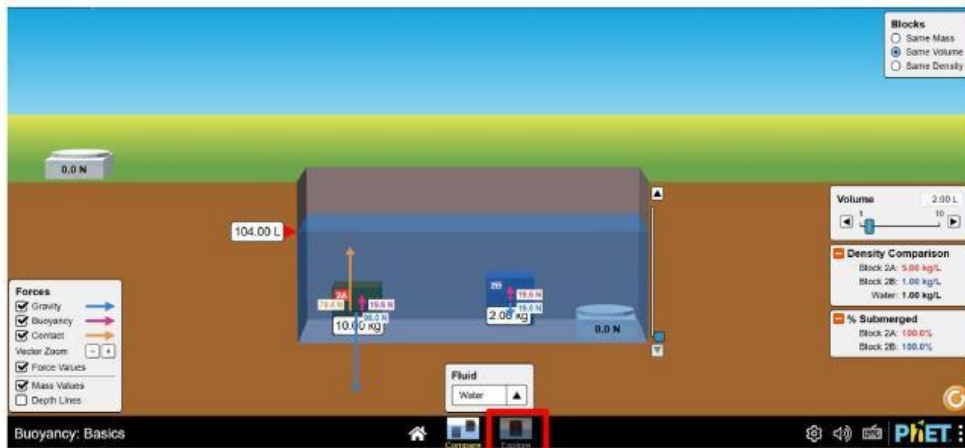 Blocks
Same Mass
Same Volume
Same Density
0.0 N
104.00 L
Volume
2.00 L
1
10
Density Comparison
Block 2A: 5.00 kg/L
Block 2B: 1.00 kg/L
Water: 1.00 kg/L
% Submerged
Block 2A: 100.0%
Block 2B: 100.0%
2A
78.4 N
19.6 N
98.0 N
10.00 kg
2B
19.6 N
19.6 N
2.00 kg
0.0 N
Forces
Gravity
Buoyancy
Contact
Vector Zoom
Force Values
Mass Values
Depth Lines
Fluid
Water
Buoyancy: Basics
Compare
Explore
PhET